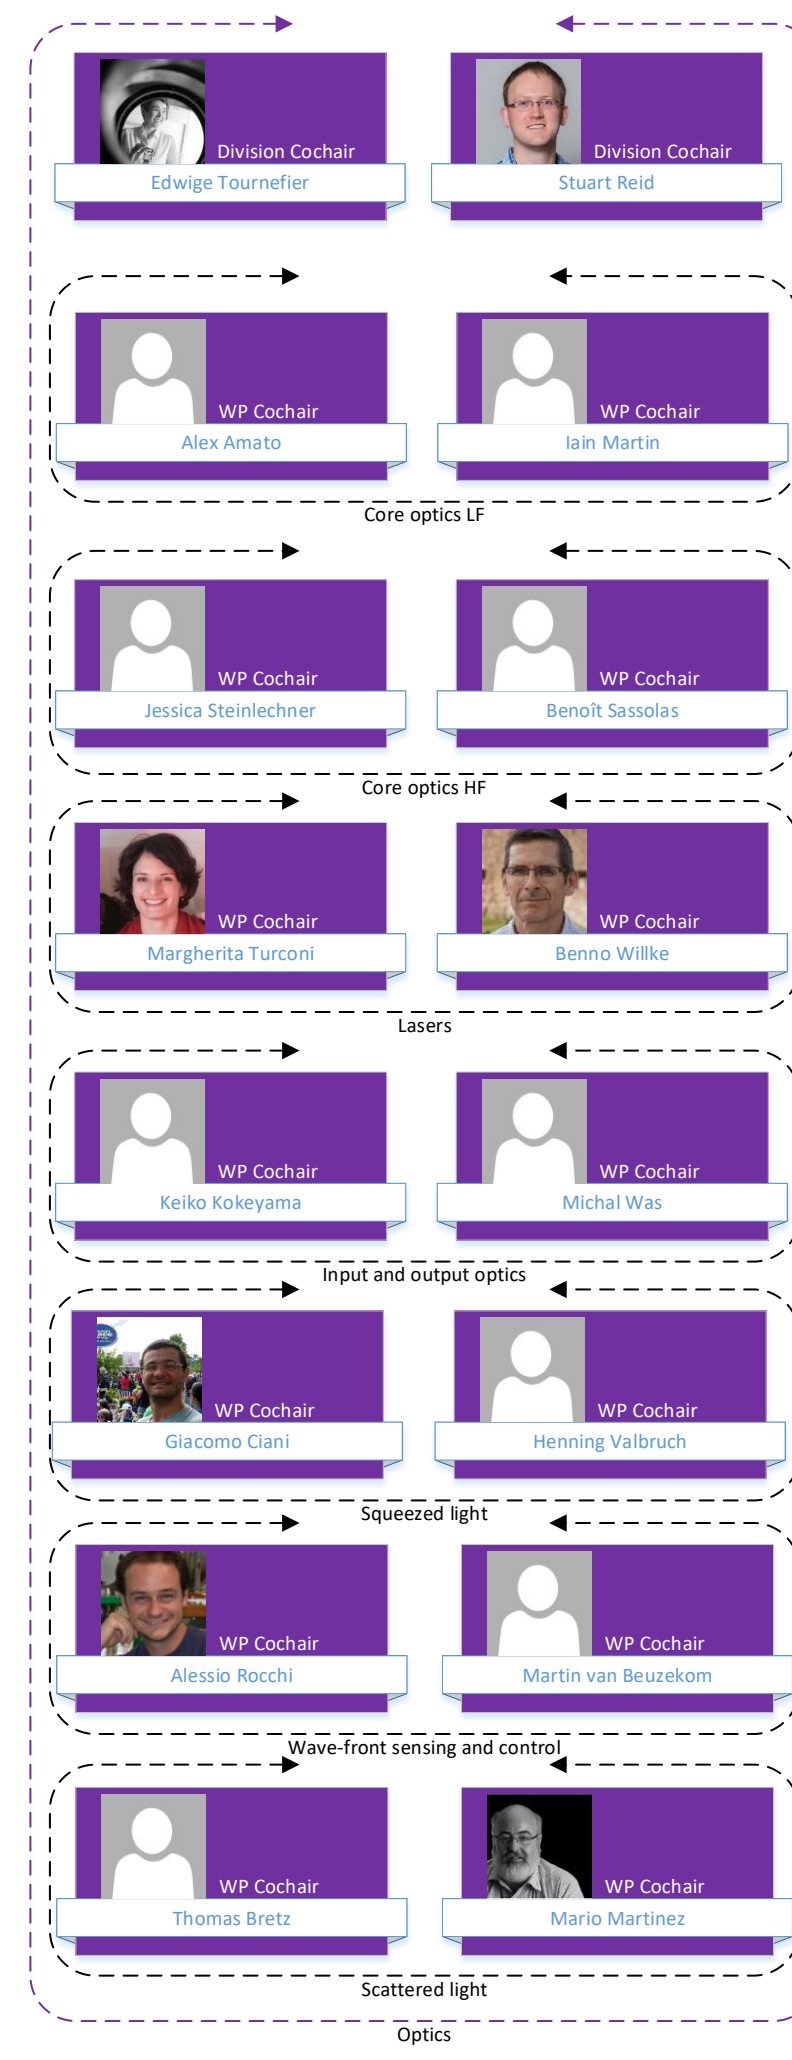 Division Cochair
Edwige Tournefier
Division Cochair
Stuart Reid
WP Cochair
Alex Amato
WP Cochair
Iain Martin
Core optics LF
WP Cochair
Jessica Steinlechner
WP Cochair
Benoît Sassolas
Core optics HF
WP Cochair
Margherita Turconi
WP Cochair
Benno Willke
Lasers
WP Cochair
Keiko Kokeyama
WP Cochair
Michal Was
Input and output optics
WP Cochair
Giacomo Ciani
WP Cochair
Henning Valbruch
Squeezed light
WP Cochair
Alessio Rocchi
WP Cochair
Martin van Beuzekom
Wave-front sensing and control
WP Cochair
Thomas Bretz
WP Cochair
Mario Martinez
Scattered light
Optics